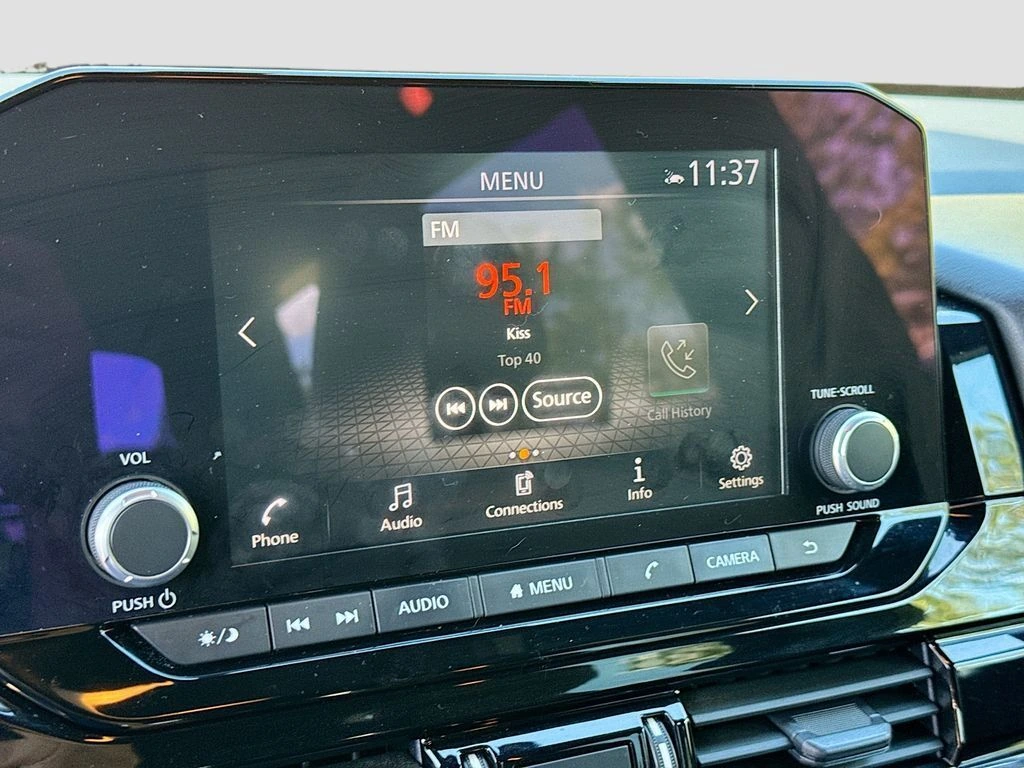 MENU
11:37
FM
95.1
FM
Kiss
Top 40
Source
Call History
Phone
Audio
Connections
Info
Settings
VOL
PUSH
TUNE-SCROLL
PUSH SOUND
AUDIO
MENU
CAMERA